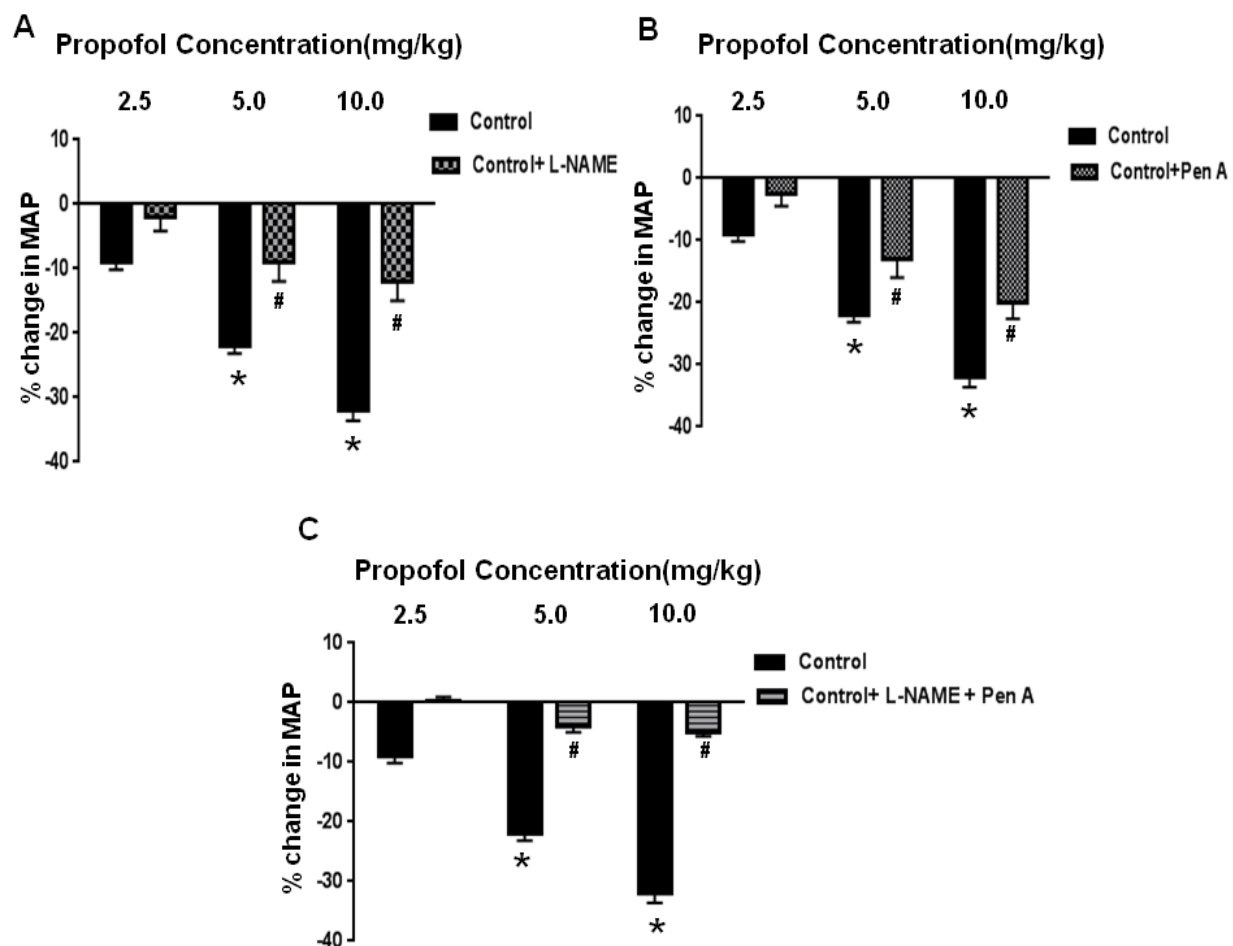 A
Propofol Concentration(mg/kg)
2.5 5.0 10.0
Control
Control+ L-NAME
% change in MAP
10
0
-10
-20
-30
-40
#
#
*
*
B
Propofol Concentration(mg/kg)
2.5 5.0 10.0
Control
Control+Pen A
% change in MAP
10
0
-10
-20
-30
-40
#
#
*
*
C
Propofol Concentration(mg/kg)
2.5 5.0 10.0
Control
Control+ L-NAME + Pen A
% change in MAP
10
0
-10
-20
-30
-40
#
#
*
*